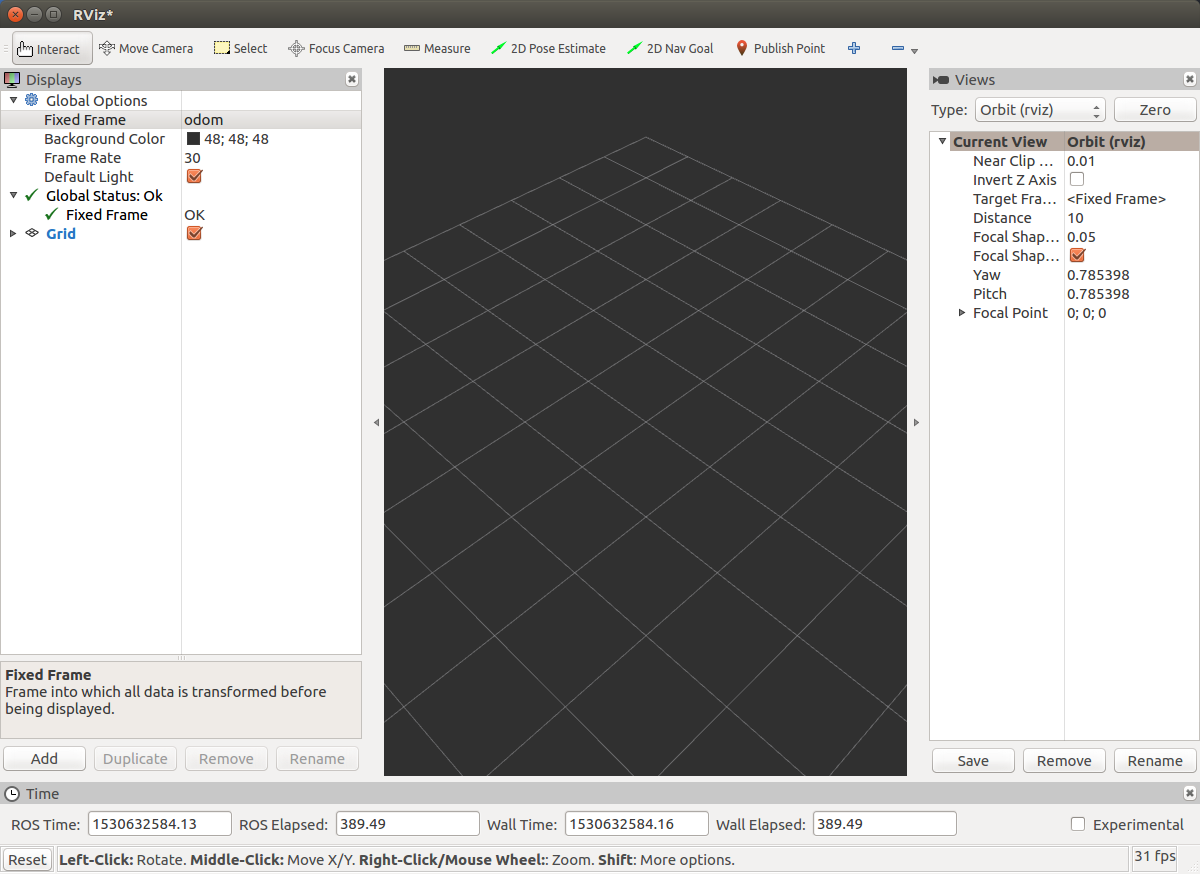 RViz*
Interact Move Camera Select Focus Camera Measure 2D Pose Estimate 2D Nav Goal Publish Point
Displays
Global Options
Fixed Frame odom
Background Color 48; 48; 48
Frame Rate 30
Default Light
Global Status: Ok
Fixed Frame OK
Grid
Fixed Frame
Frame into which all data is transformed before
being displayed.
Add Duplicate Remove Rename
Views
Type: Orbit (rviz) Zero
Current View Orbit (rviz)
Near Clip ... 0.01
Invert Z Axis
Target Fra... <Fixed Frame>
Distance 10
Focal Shap... 0.05
Focal Shap...
Yaw 0.785398
Pitch 0.785398
Focal Point 0; 0; 0
Save Remove Rename
Time
ROS Time: 1530632584.13 ROS Elapsed: 389.49 Wall Time: 1530632584.16 Wall Elapsed: 389.49 Experimental
Reset Left-Click: Rotate. Middle-Click: Move X/Y. Right-Click/Mouse Wheel:: Zoom. Shift: More options. 31 fps